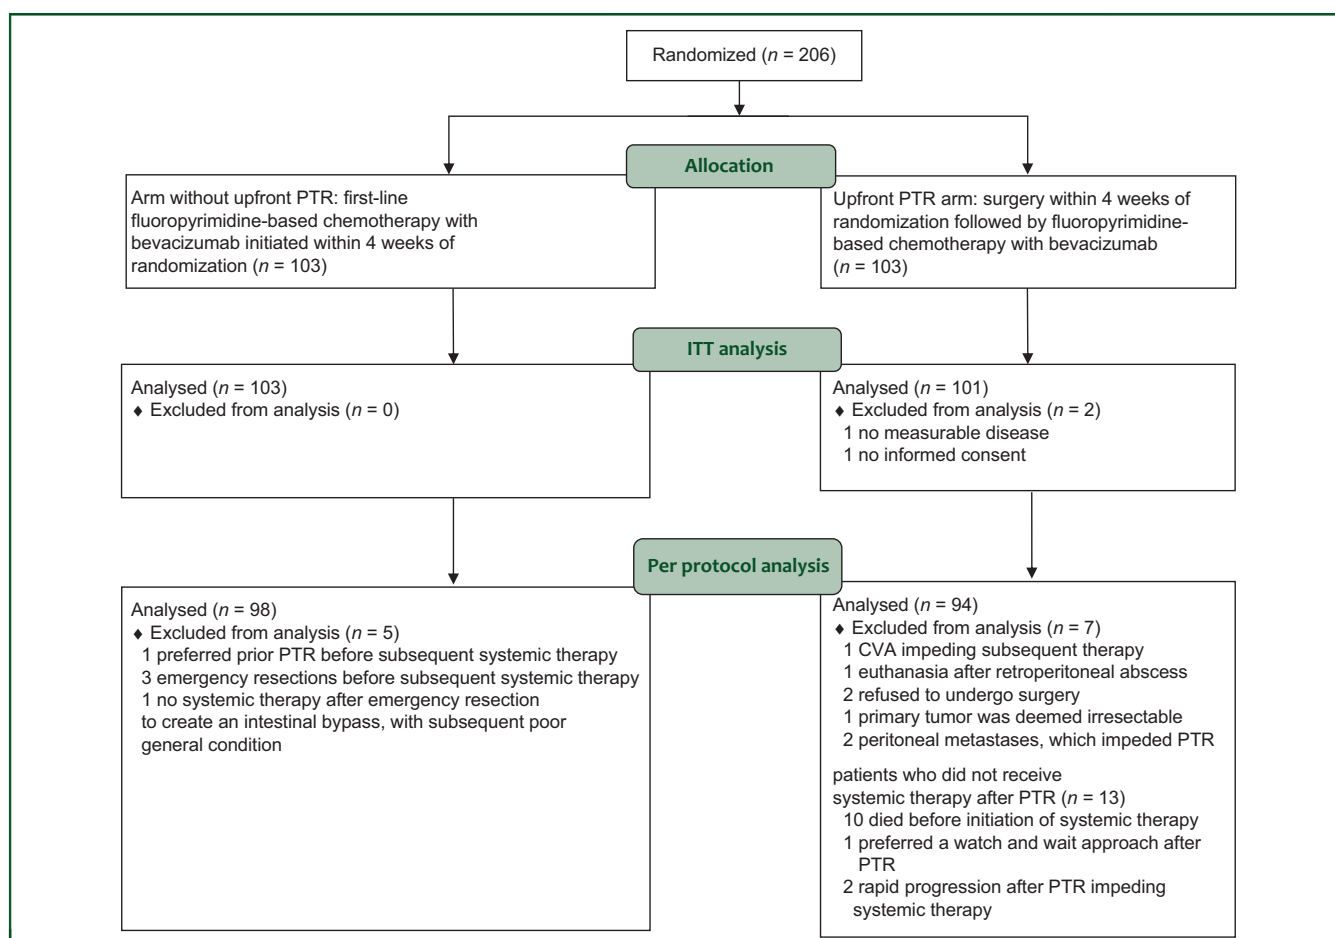 Randomized (n = 206)
Allocation
Arm without upfront PTR: first-line
fluoropyrimidine-based chemotherapy with
bevacizumab initiated within 4 weeks of
randomization (n = 103)
Upfront PTR arm: surgery within 4 weeks of
randomization followed by fluoropyrimidine-
based chemotherapy with bevacizumab
(n = 103)
ITT analysis
Analysed (n = 103)
♦ Excluded from analysis (n = 0)
Analysed (n = 101)
♦ Excluded from analysis (n = 2)
1 no measurable disease
1 no informed consent
Per protocol analysis
Analysed (n = 98)
♦ Excluded from analysis (n = 5)
1 preferred prior PTR before subsequent systemic therapy
3 emergency resections before subsequent systemic therapy
1 no systemic therapy after emergency resection
to create an intestinal bypass, with subsequent poor
general condition
Analysed (n = 94)
♦ Excluded from analysis (n = 7)
1 CVA impeding subsequent therapy
1 euthanasia after retroperitoneal abscess
2 refused to undergo surgery
1 primary tumor was deemed irresectable
2 peritoneal metastases, which impeded PTR
patients who did not receive
systemic therapy after PTR (n = 13)
10 died before initiation of systemic therapy
1 preferred a watch and wait approach after
PTR
2 rapid progression after PTR impeding
systemic therapy